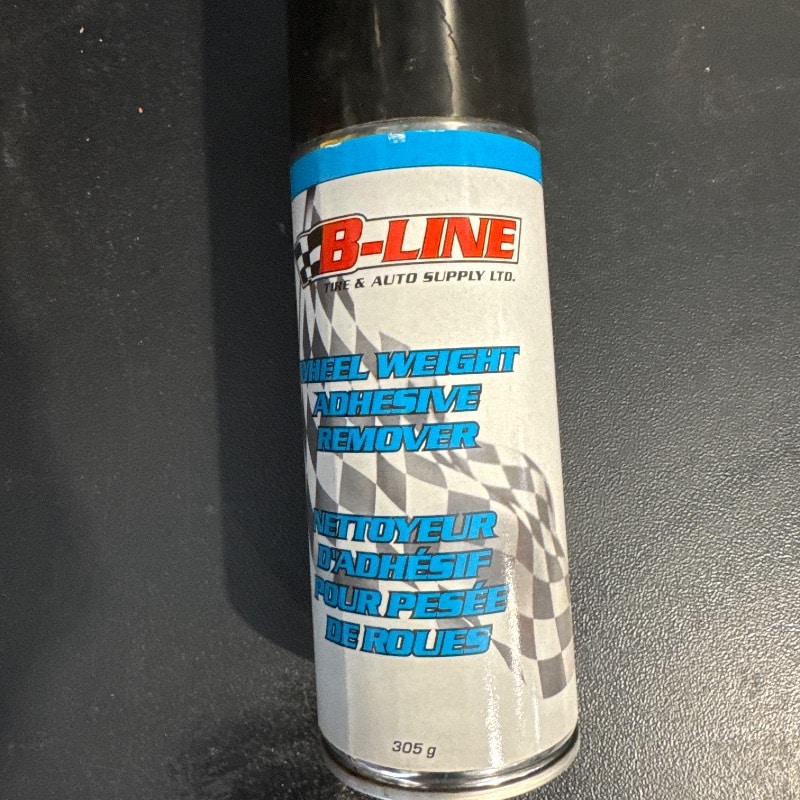 B-LINE
TIRE & AUTO SUPPLY LTD.
WHEEL WEIGHT
ADHESIVE
REMOVER
NETTOYEUR
D'ADHÉSIF
POUR PESÉE
DE ROUES
305 g